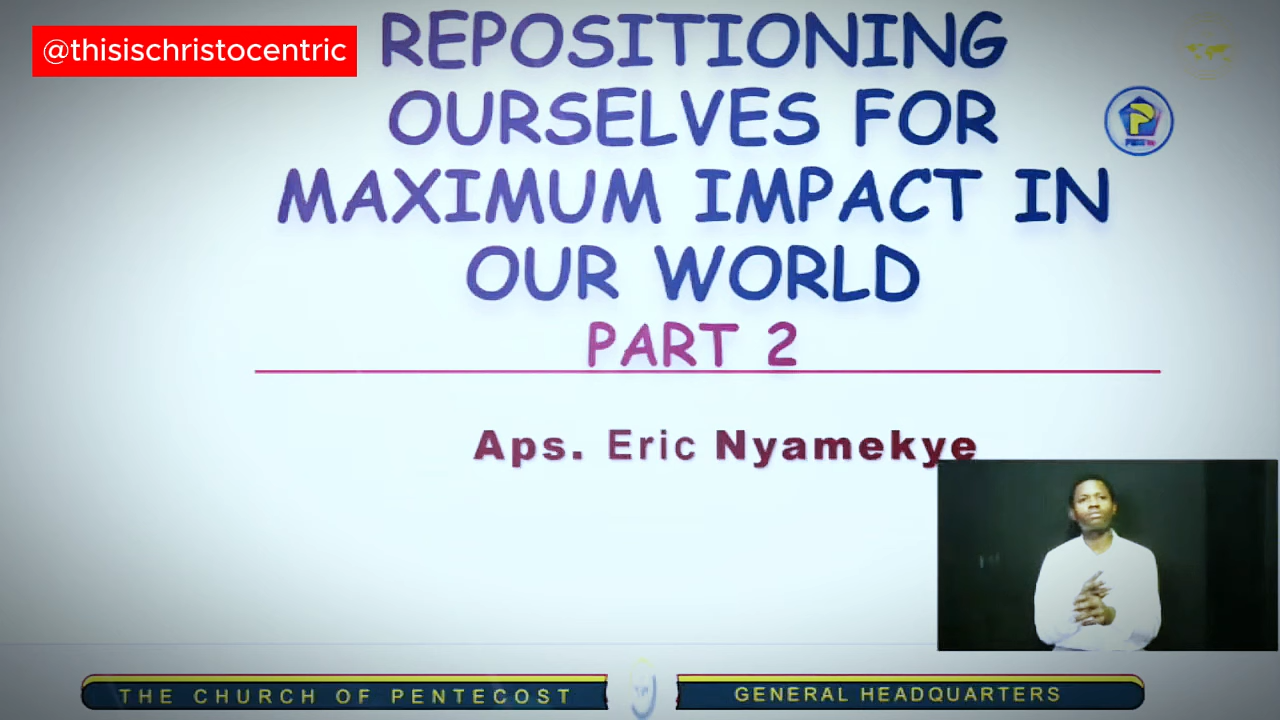 @thisischristocentric
REPOSITIONING
OURSELVES FOR
MAXIMUM IMPACT IN
OUR WORLD
PART 2
Aps. Eric Nyamekye
THE CHURCH OF PENTECOST
GENERAL HEADQUARTERS